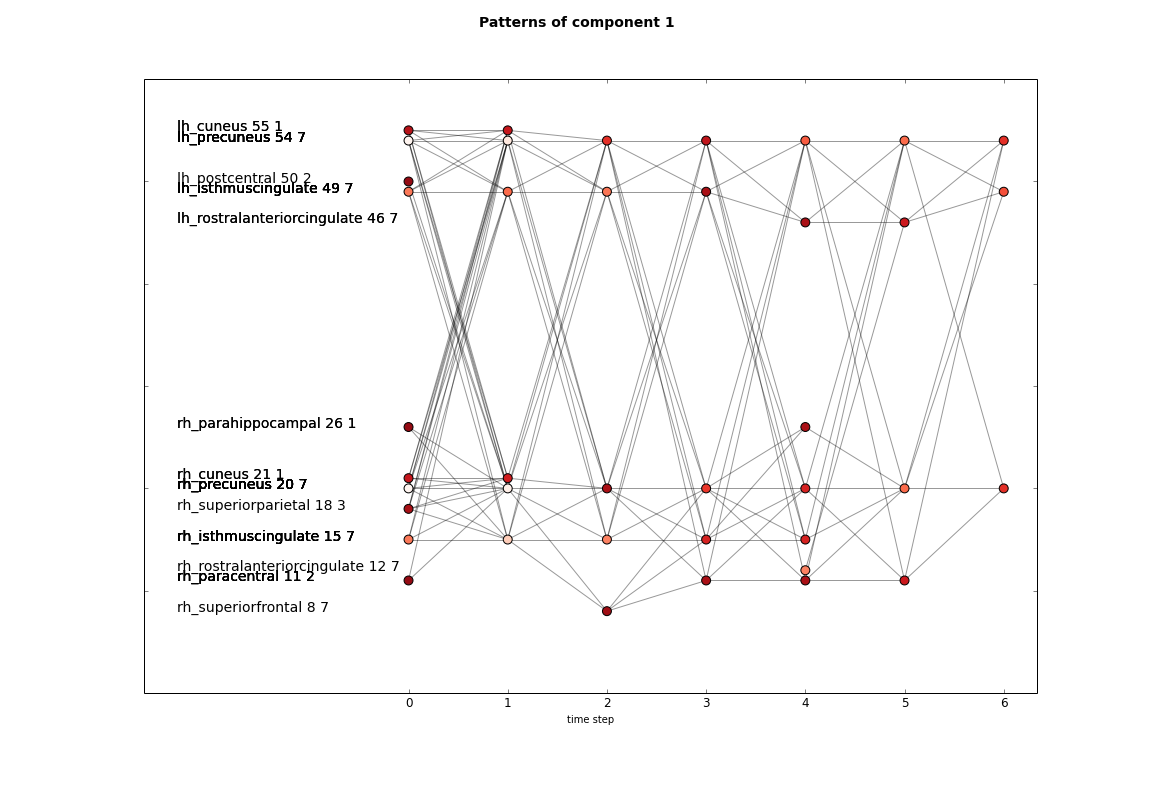 Patterns of component 1
lh_cuneus 55 1
lh_precuneus 54 7
lh_postcentral 50 2
lh_isthmuscingulate 49 7
lh_rostralanteriorcingulate 46 7
rh_parahippocampal 26 1
rh_cuneus 21 1
rh_precuneus 20 7
rh_superiorparietal 18 3
rh_isthmuscingulate 15 7
rh_rostralanteriorcingulate 12 7
rh_paracentral 11 2
rh_superiorfrontal 8 7
0 1 2 3 4 5 6
time step